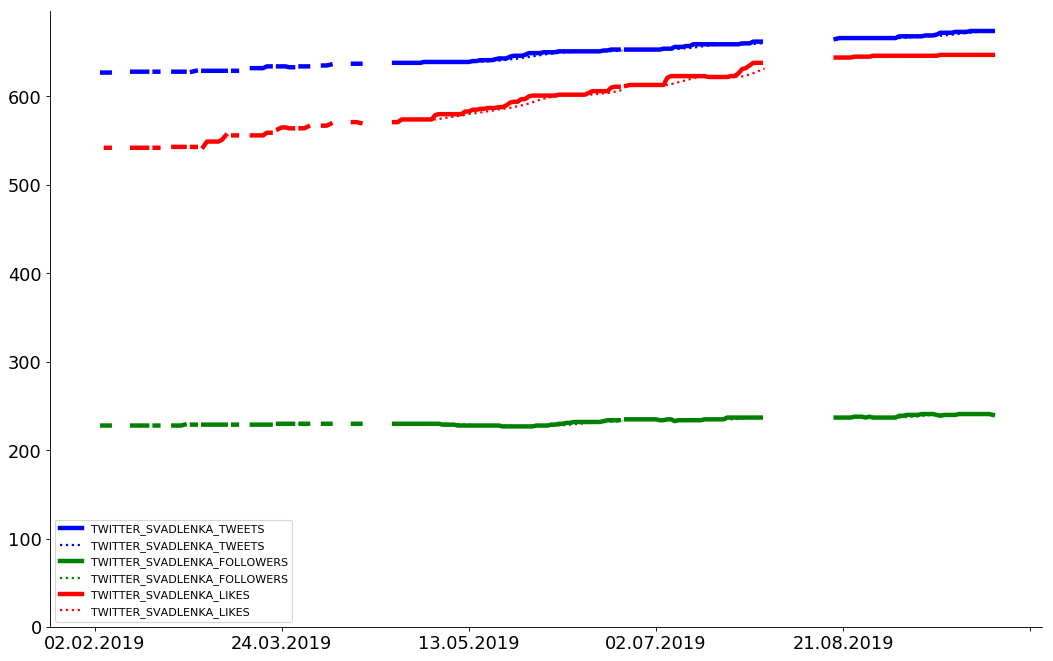 600
500
400
300
200
100
0
TWITTER_SVADLENKA_TWEETS
TWITTER_SVADLENKA_TWEETS
TWITTER_SVADLENKA_FOLLOWERS
TWITTER_SVADLENKA_FOLLOWERS
TWITTER_SVADLENKA_LIKES
TWITTER_SVADLENKA_LIKES
02.02.2019 24.03.2019 13.05.2019 02.07.2019 21.08.2019